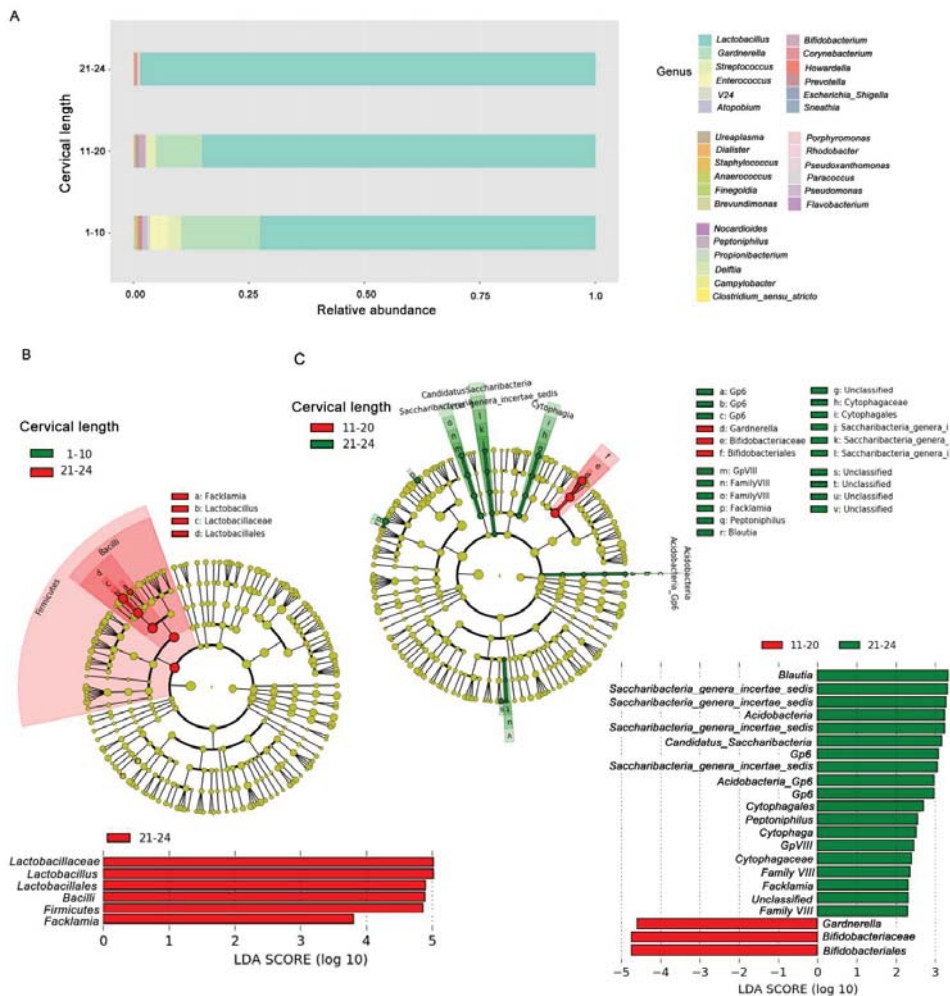 A
Cervical length
21-24
11-20
1-10
0.00
0.25
0.50
0.75
1.0
Relative abundance
Genus
Lactobacillus
Gardnerella
Streptococcus
Enterococcus
V24
Atopobium
Bifidobacterium
Corynebacterium
Howardella
Prevotella
Escherichia_Shigella
Sneathia
Ureaplasma
Dialister
Staphylococcus
Anaerococcus
Finegoldia
Brevundimonas
Porphyromonas
Rhodobacter
Pseudoxanthomonas
Paracoccus
Pseudomonas
Flavobacterium
Nocardioides
Peptoniphilus
Propionibacterium
Delftia
Campylobacter
Clostridium_sensu_stricto
B
Cervical length
1-10
21-24
a: Facklamia
b: Lactobacillus
c: Lactobacillaceae
d: Lactobacillales
Firmicutes
Bacilli
21-24
Lactobacillaceae
Lactobacillus
Lactobacillales
Bacilli
Firmicutes
Facklamia
0 1 2 3 4 5
LDA SCORE (log 10)
C
Cervical length
11-20
21-24
Cytophagia
Acidobacteria
Acidobacteria_Gp6
a: Gp6
b: Gp6
c: Gp6
d: Gardnerella
e: Bifidobacteriaceae
f: Bifidobacteriales
m: GpVIII
n: FamilyVIII
o: FamilyVIII
p: Facklamia
q: Peptoniphilus
r: Blautia
g: Unclassified
h: Cytophagaceae
i: Cytophagales
j: Saccharibacteria_genera_i
k: Saccharibacteria_genera_i
l: Saccharibacteria_genera_i
s: Unclassified
t: Unclassified
u: Unclassified
v: Unclassified
11-20
21-24
Blautia
Saccharibacteria_genera_incertae_sedis
Saccharibacteria_genera_incertae_sedis
Acidobacteria
Saccharibacteria_genera_incertae_sedis
Candidatus_Saccharibacteria
Gp6
Saccharibacteria_genera_incertae_sedis
Acidobacteria_Gp6
Gp6
Cytophagales
Peptoniphilus
Cytophaga
GpVIII
Cytophagaceae
Family VIII
Facklamia
Unclassified
Family VIII
Gardnerella
Bifidobacteriaceae
Bifidobacteriales
−5 −4 −3 −2 −1 0 1 2 3
LDA SCORE (log 10)